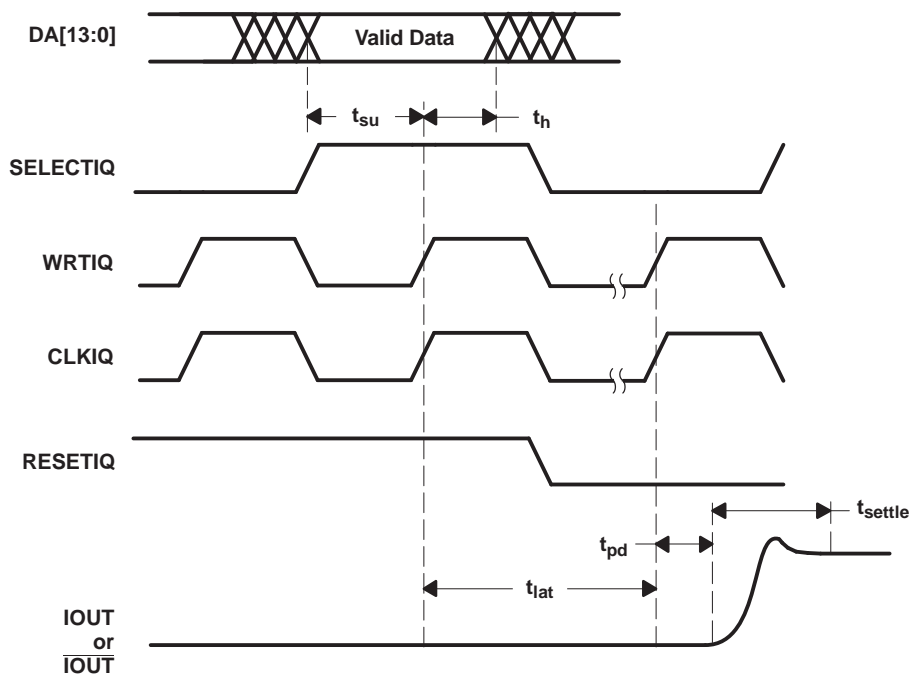 DA[13:0]
Valid Data
tsu
th
SELECTIQ
WRTIQ
CLKIQ
RESETIQ
tsettle
tpd
tlat
IOUT
or
IOUT